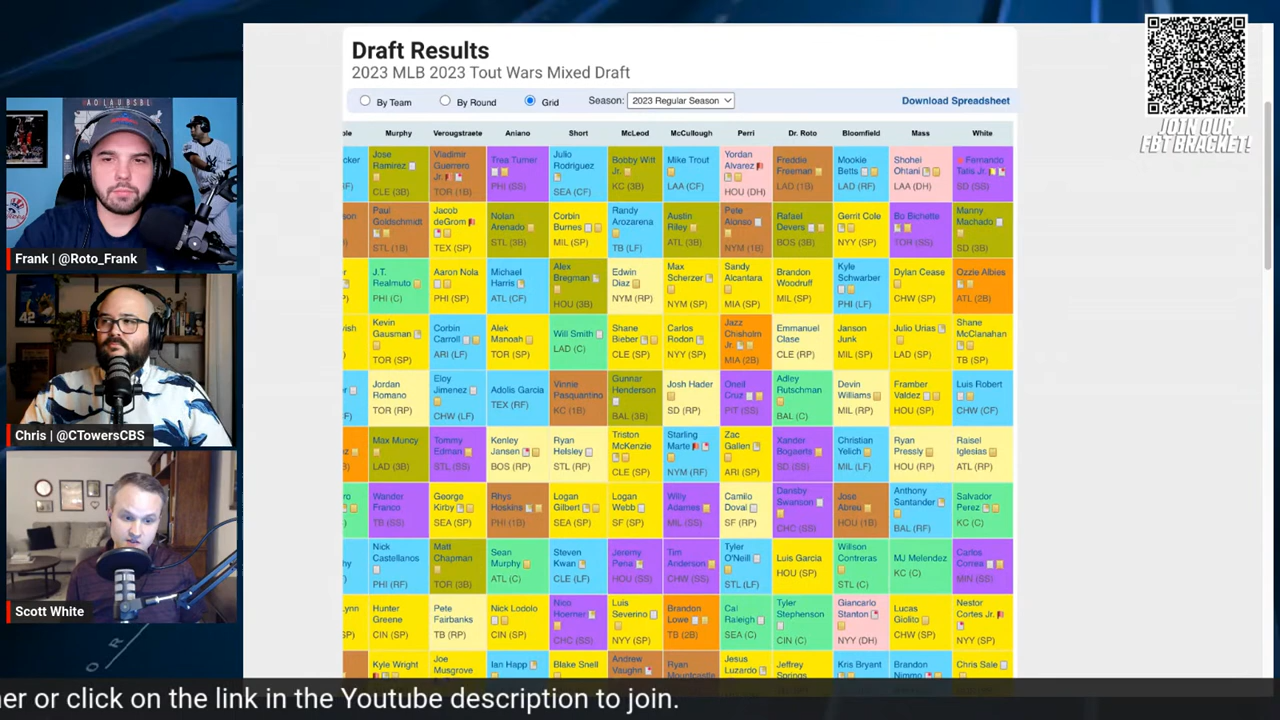 Draft Results
2023 MLB 2023 Tout Wars Mixed Draft
By Team By Round Grid Season: 2023 Regular Season Download Spreadsheet
Murphy Verougstraete Aniano Short McLeod McCullough Perri Dr. Roto Bloomfield Mass White
Jose Ramirez CLE (3B)
Vladimir Guerrero Jr. TOR (1B)
Trea Turner PHI (SS)
Julio Rodriguez SEA (CF)
Bobby Witt Jr. KC (3B)
Mike Trout LAA (CF)
Yordan Alvarez HOU (DH)
Freddie Freeman LAD (1B)
Mookie Betts LAD (RF)
Shohei Ohtani LAA (DH)
Fernando Tatis Jr. SD (SS)
Paul Goldschmidt STL (1B)
Jacob deGrom TEX (SP)
Nolan Arenado STL (3B)
Corbin Burnes MIL (SP)
Randy Arozarena TB (LF)
Austin Riley ATL (3B)
Pete Alonso NYM (1B)
Rafael Devers BOS (3B)
Gerrit Cole NYY (SP)
Bo Bichette TOR (SS)
Manny Machado SD (3B)
J.T. Realmuto PHI (C)
Aaron Nola PHI (SP)
Michael Harris ATL (CF)
Alex Bregman HOU (3B)
Edwin Diaz NYM (RP)
Max Scherzer NYM (SP)
Sandy Alcantara MIA (SP)
Brandon Woodruff MIL (SP)
Kyle Schwarber PHI (LF)
Dylan Cease CHW (SP)
Ozzie Albies ATL (2B)
Kevin Gausman TOR (SP)
Corbin Carroll ARI (LF)
Alek Manoah TOR (SP)
Will Smith LAD (C)
Shane Bieber CLE (SP)
Carlos Rodon NYY (SP)
Jazz Chisholm Jr. MIA (2B)
Emmanuel Clase CLE (RP)
Janson Junk MIL (SP)
Julio Urias LAD (SP)
Shane McClanahan TB (SP)
Jordan Romano TOR (RP)
Eloy Jimenez CHW (LF)
Adolis Garcia TEX (RF)
Vinnie Pasquantino KC (1B)
Gunnar Henderson BAL (3B)
Josh Hader SD (RP)
Oneil Cruz PIT (SS)
Adley Rutschman BAL (C)
Devin Williams MIL (RP)
Framber Valdez HOU (SP)
Luis Robert CHW (CF)
Max Muncy LAD (3B)
Tommy Edman STL (SS)
Kenley Jansen BOS (RP)
Ryan Helsley STL (RP)
Triston McKenzie CLE (SP)
Starling Marte NYM (RF)
Zac Gallen ARI (SP)
Xander Bogaerts SD (SS)
Christian Yelich MIL (LF)
Ryan Pressly HOU (RP)
Raisel Iglesias ATL (RP)
Wander Franco TB (SS)
George Kirby SEA (SP)
Rhys Hoskins PHI (1B)
Logan Gilbert SEA (SP)
Logan Webb SF (SP)
Willy Adames MIL (SS)
Camilo Doval SF (RP)
Dansby Swanson CHC (SS)
Jose Abreu HOU (1B)
Anthony Santander BAL (RF)
Salvador Perez KC (C)
Nick Castellanos PHI (RF)
Matt Chapman TOR (3B)
Sean Murphy ATL (C)
Steven Kwan CLE (LF)
Jeremy Pena HOU (SS)
Tim Anderson CHW (SS)
Tyler O'Neill STL (LF)
Luis Garcia HOU (SP)
Willson Contreras STL (C)
MJ Melendez KC (C)
Carlos Correa MIN (SS)
Hunter Greene CIN (SP)
Pete Fairbanks TB (RP)
Nick Lodolo CIN (SP)
Nico Hoerner CHC (SS)
Luis Severino NYY (SP)
Brandon Lowe TB (2B)
Cal Raleigh SEA (C)
Tyler Stephenson CIN (C)
Giancarlo Stanton NYY (DH)
Lucas Giolito CHW (SP)
Nestor Cortes Jr. NYY (SP)
Kyle Wright
Joe Musgrove
Ian Happ
Blake Snell
Andrew Vaughn
Ryan Mountcastle
Jesus Luzardo
Jeffrey Springs
Kris Bryant
Brandon Nimmo
Chris Sale
JOIN OUR
FBT BRACKET!
Frank | @Roto_Frank
Chris | @CTowersCBS
Scott White
ner or click on the link in the Youtube description to join.